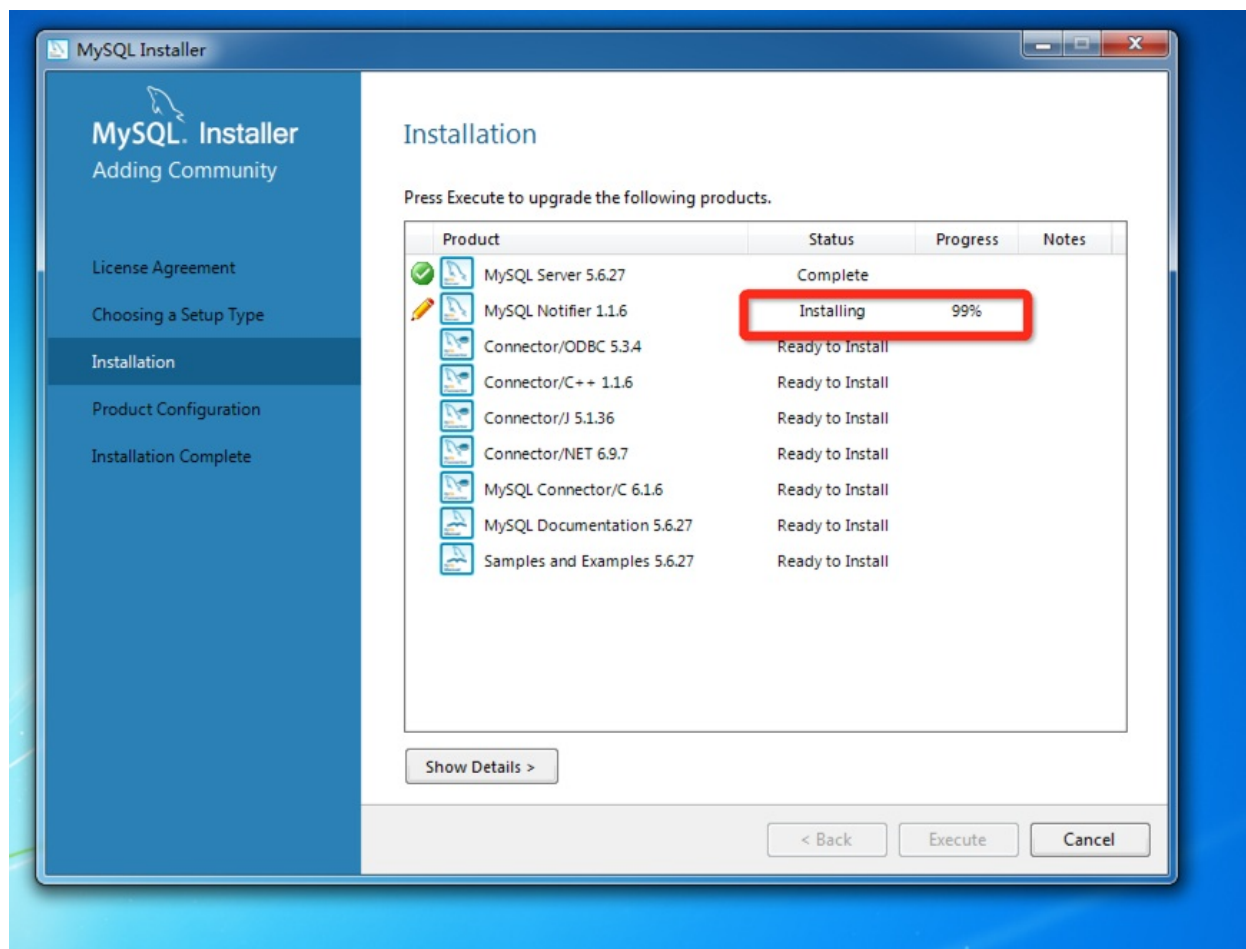 MySQL Installer
MySQL. Installer
Adding Community
License Agreement
Choosing a Setup Type
Installation
Product Configuration
Installation Complete
Installation
Press Execute to upgrade the following products.
Product Status Progress Notes
MySQL Server 5.6.27 Complete
MySQL Notifier 1.1.6 Installing 99%
Connector/ODBC 5.3.4 Ready to Install
Connector/C++ 1.1.6 Ready to Install
Connector/J 5.1.36 Ready to Install
Connector/NET 6.9.7 Ready to Install
MySQL Connector/C 6.1.6 Ready to Install
MySQL Documentation 5.6.27 Ready to Install
Samples and Examples 5.6.27 Ready to Install
Show Details >
< Back Execute Cancel